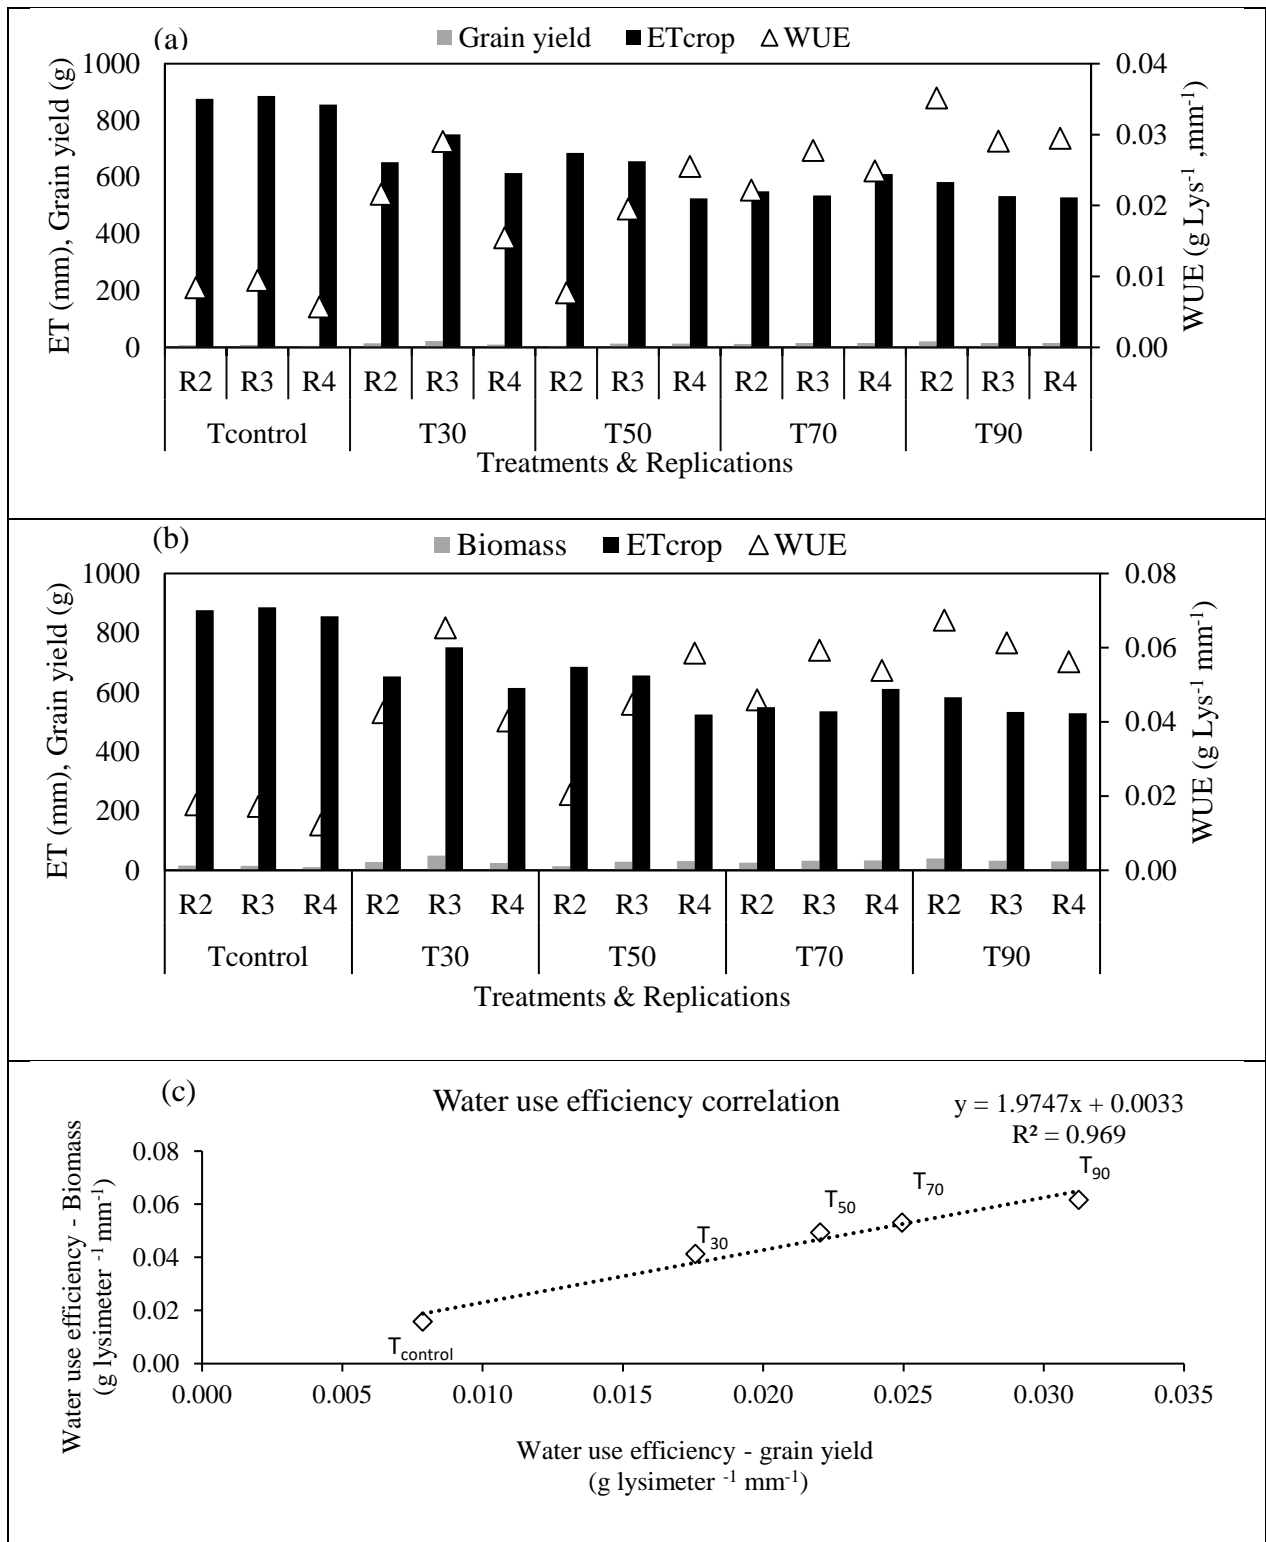 (a)
Grain yield ETcrop WUE
ET (mm), Grain yield (g)
1000
800
600
400
200
0
0.04
0.03
0.02
0.01
0.00
WUE (g Lys-1 ,mm-1)
R2 R3 R4 R2 R3 R4 R2 R3 R4 R2 R3 R4 R2 R3 R4
Tcontrol T30 T50 T70 T90
Treatments & Replications
(b)
Biomass ETcrop WUE
ET (mm), Grain yield (g)
1000
800
600
400
200
0
0.08
0.06
0.04
0.02
0.00
WUE (g Lys-1 mm-1)
R2 R3 R4 R2 R3 R4 R2 R3 R4 R2 R3 R4 R2 R3 R4
Tcontrol T30 T50 T70 T90
Treatments & Replications
(c)
Water use efficiency correlation
y = 1.9747x + 0.0033
R² = 0.969
Water use efficiency - Biomass
(g lysimeter -1 mm-1)
0.08
0.06
0.04
0.02
0.00
Tcontrol
T30
T50
T70
T90
0.000 0.005 0.010 0.015 0.020 0.025 0.030 0.035
Water use efficiency - grain yield
(g lysimeter -1 mm-1)